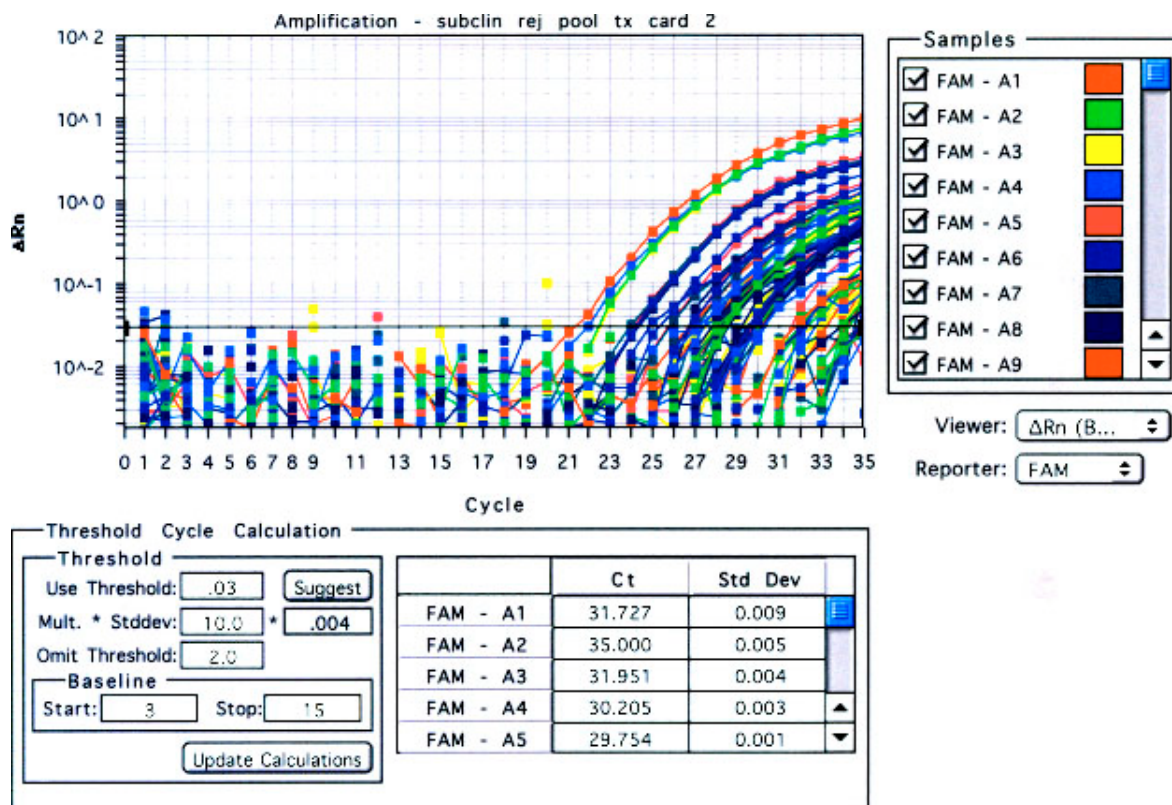 Amplification - subclin rej pool tx card 2
10^ 2
10^ 1
10^ 0
10^-1
10^-2
ΔRn
0 1 2 3 4 5 6 7 8 9 11 13 15 17 19 21 23 25 27 29 31 33 35
Cycle
Samples
FAM - A1
FAM - A2
FAM - A3
FAM - A4
FAM - A5
FAM - A6
FAM - A7
FAM - A8
FAM - A9
Viewer: ΔRn (B...
Reporter: FAM
Threshold Cycle Calculation
Threshold
Use Threshold: .03 Suggest
Mult. * Stddev: 10.0 * .004
Omit Threshold: 2.0
Baseline
Start: 3 Stop: 15
Update Calculations
Ct Std Dev
FAM - A1 31.727 0.009
FAM - A2 35.000 0.005
FAM - A3 31.951 0.004
FAM - A4 30.205 0.003
FAM - A5 29.754 0.001